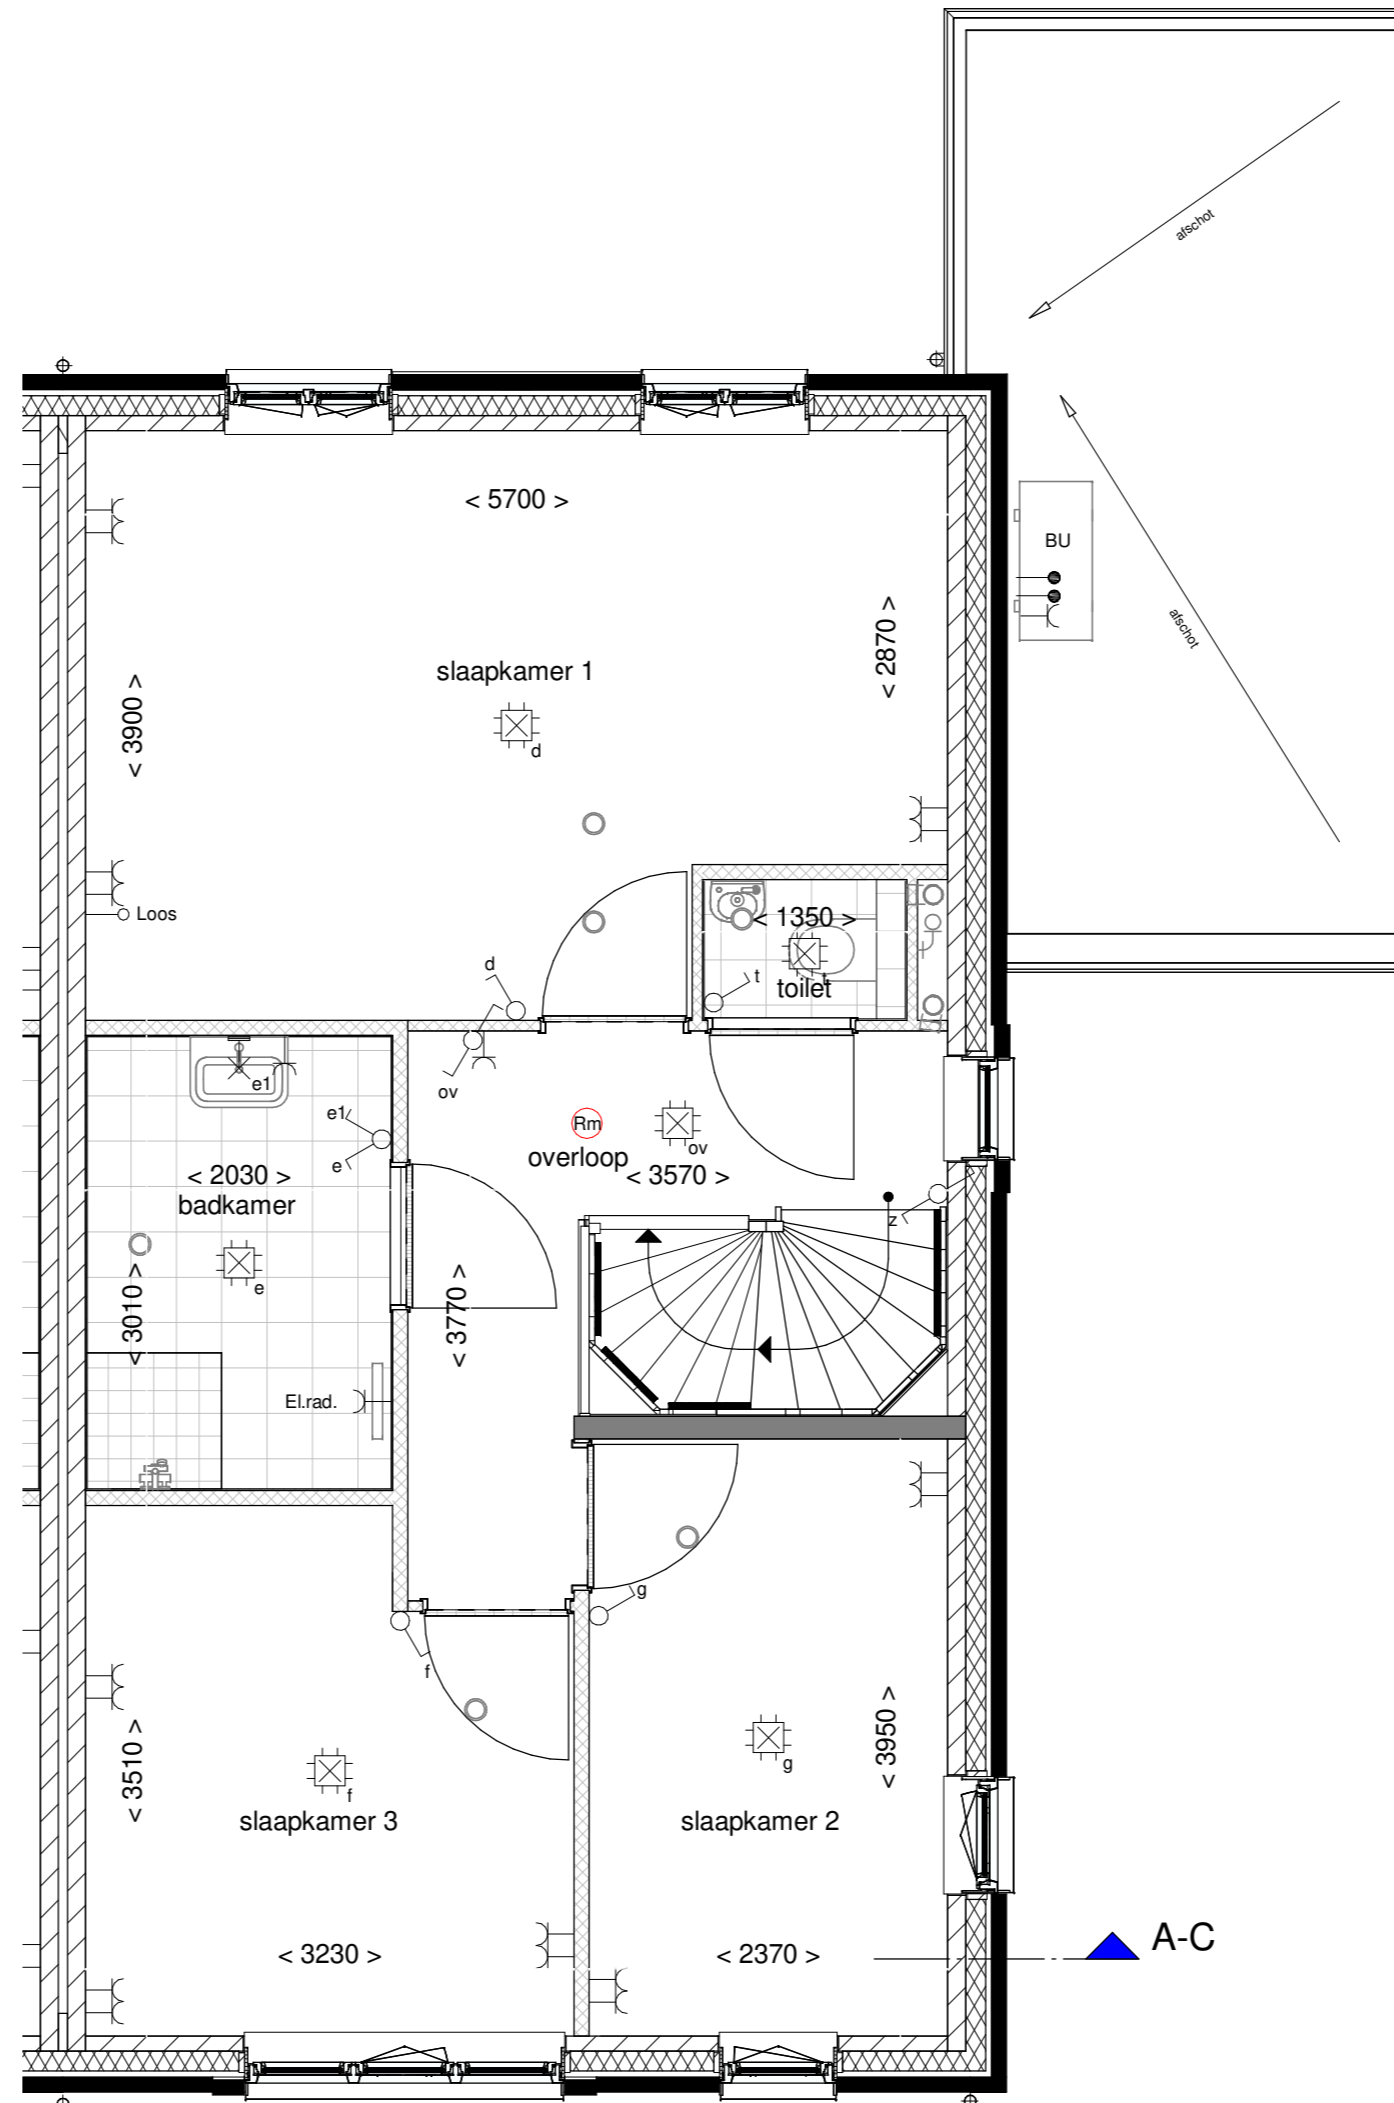 afschot
< 5700 >
BU
afschot
< 2870 >
slaapkamer 1
< 3900 >
d
Loos
< 1350 >
d
t
t
toilet
ov
e1
e1
e
Rm
ov
overloop
< 3570 >
< 2030 >
badkamer
z
e
< 3010 >
< 3770 >
El.rad.
g
f
< 3510 >
< 3950 >
g
f
slaapkamer 3
slaapkamer 2
A-C
< 3230 >
< 2370 >